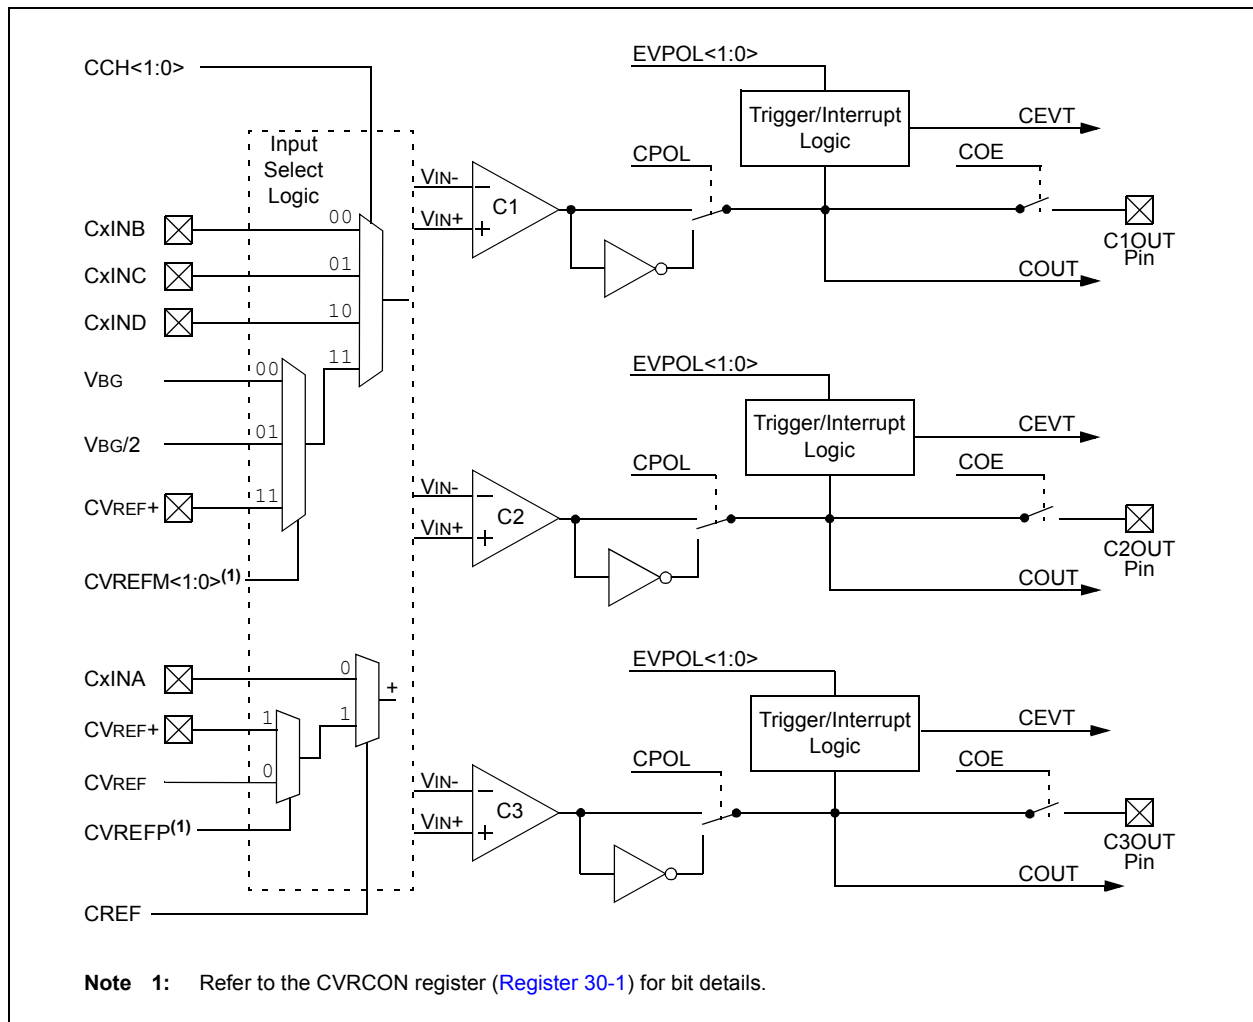 CCH<1:0>
Input
Select
Logic
CxINB
00
CxINC
01
CxIND
10
11
VBG
00
VBG/2
01
CVREF+
11
CVREFM<1:0>(1)
CxINA
0
+
CVREF+
1
1
CVREF
0
CVREFP(1)
CREF
EVPOL<1:0>
Trigger/Interrupt
Logic
CEVT
CPOL
COE
VIN-
–
C1
VIN+
+
C1OUT
Pin
COUT
EVPOL<1:0>
Trigger/Interrupt
Logic
CEVT
CPOL
COE
VIN-
–
C2
VIN+
+
C2OUT
Pin
COUT
EVPOL<1:0>
Trigger/Interrupt
Logic
CEVT
CPOL
COE
VIN-
–
C3
VIN+
+
C3OUT
Pin
COUT
Note 1: Refer to the CVRCON register (Register 30-1) for bit details.